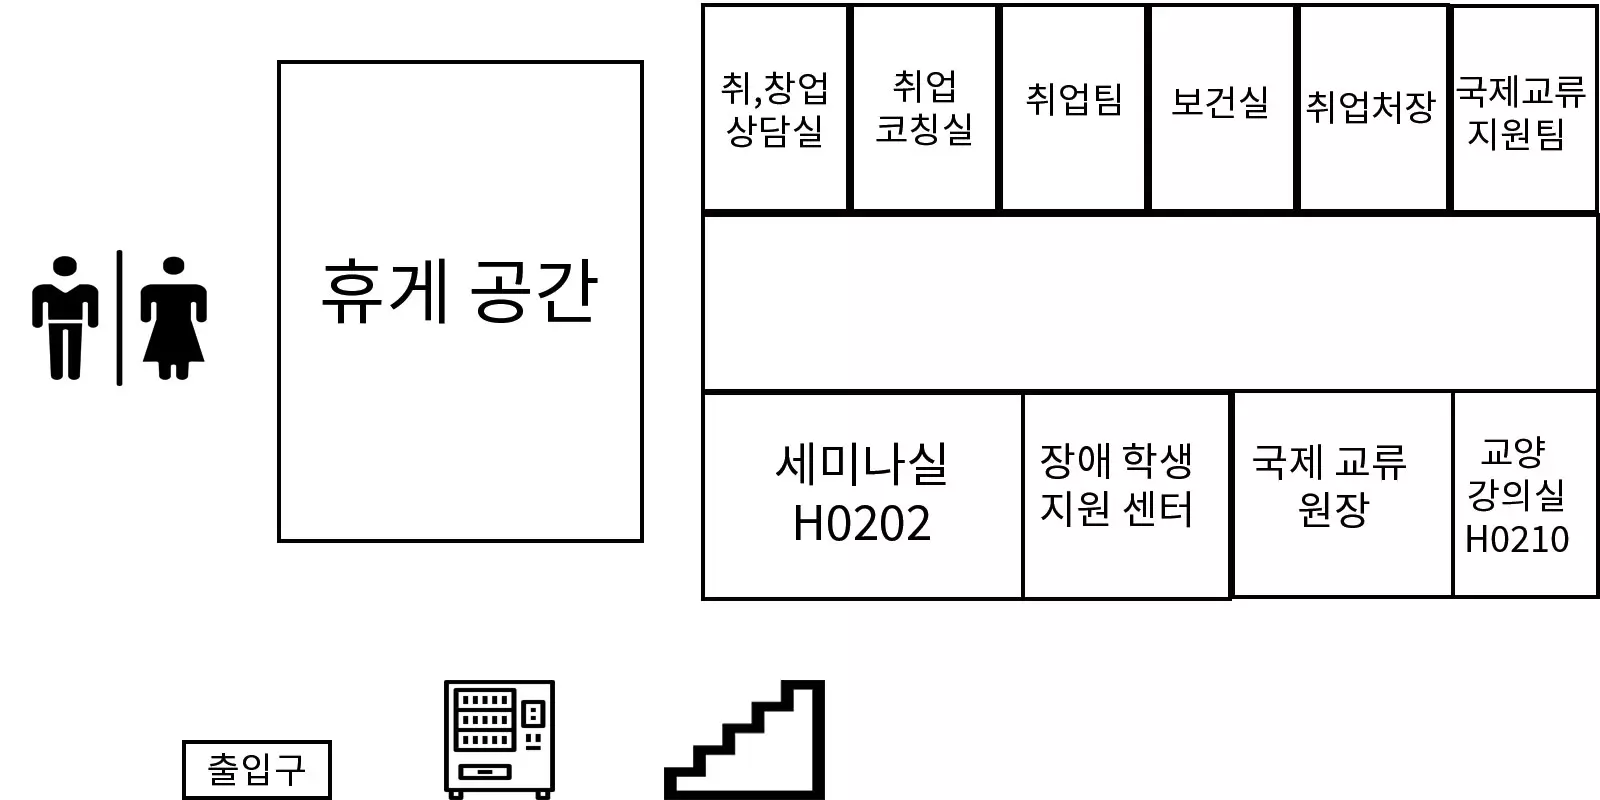 취,창업
상담실
취업
코칭실
취업팀
보건실
취업처장
국제교류
지원팀
휴게 공간
세미나실
H0202
장애 학생
지원 센터
국제 교류
원장
교양
강의실
H0210
출입구